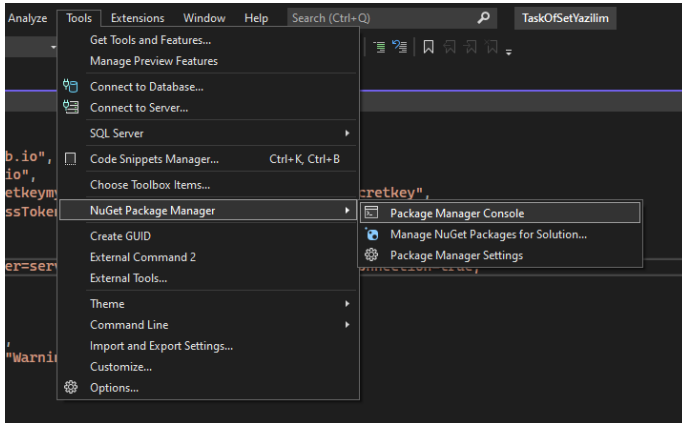 Analyze Tools Extensions Window Help Search (Ctrl+Q) TaskOfSetYazilim
Get Tools and Features...
Manage Preview Features
Connect to Database...
Connect to Server...
SQL Server
b.io",
Code Snippets Manager... Ctrl+K, Ctrl+B
io",
Choose Toolbox Items...
etkeymy
cretkey",
ssToken
NuGet Package Manager
Package Manager Console
Create GUID
Manage NuGet Packages for Solution...
External Command 2
Package Manager Settings
er=serv
External Tools...
Theme
Command Line
Import and Export Settings...
"Warnin
Customize...
Options...